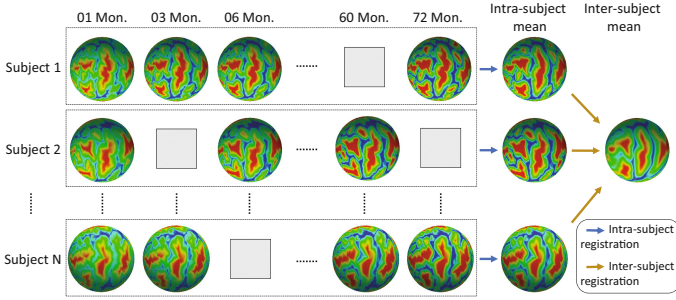 01 Mon. 03 Mon. 06 Mon. 60 Mon. 72 Mon. Intra-subject mean Inter-subject mean
Subject 1 .......
Subject 2 .......
Subject N .......
Intra-subject
registration
Inter-subject
registration